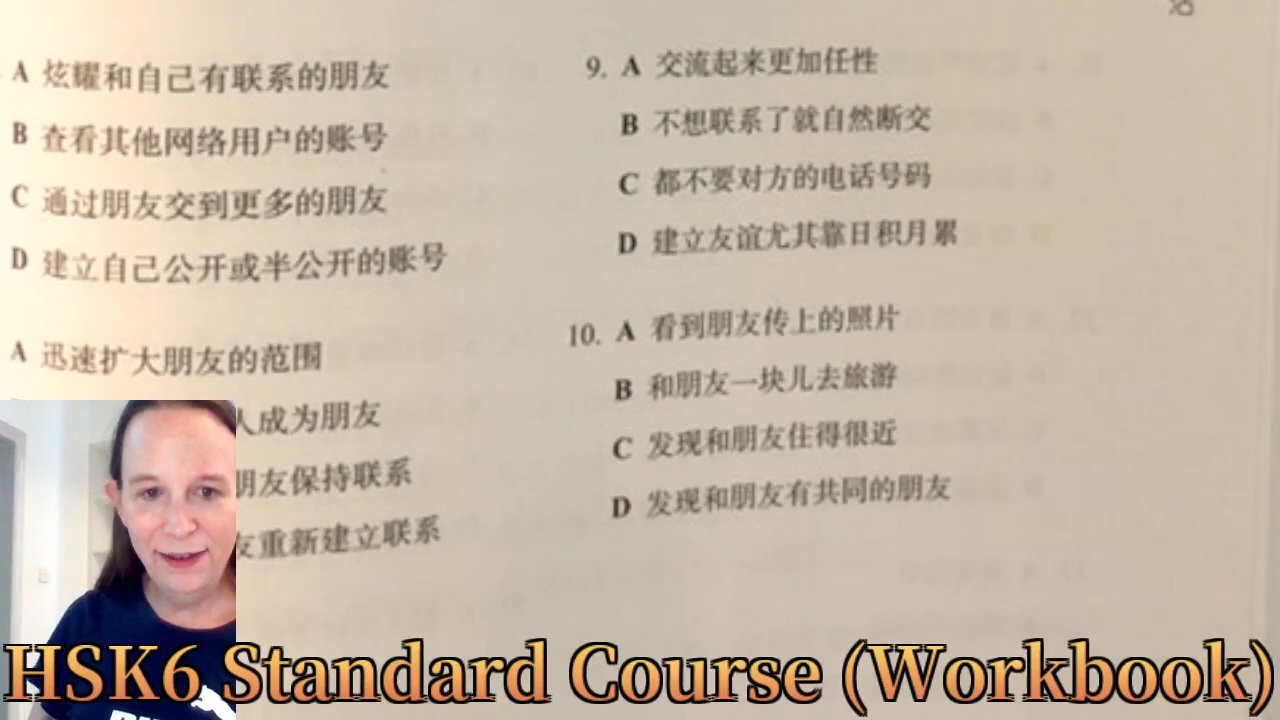 A 炫耀和自己有联系的朋友
B 查看其他网络用户的账号
C 通过朋友交到更多的朋友
D 建立自己公开或半公开的账号
A 迅速扩大朋友的范围
人成为朋友
朋友保持联系
友重新建立联系
9. A 交流起来更加任性
B 不想联系了就自然断交
C 都不要对方的电话号码
D 建立友谊尤其靠日积月累
10. A 看到朋友传上的照片
B 和朋友一块儿去旅游
C 发现和朋友住得很近
D 发现和朋友有共同的朋友
HSK6 Standard Course (Workbook)